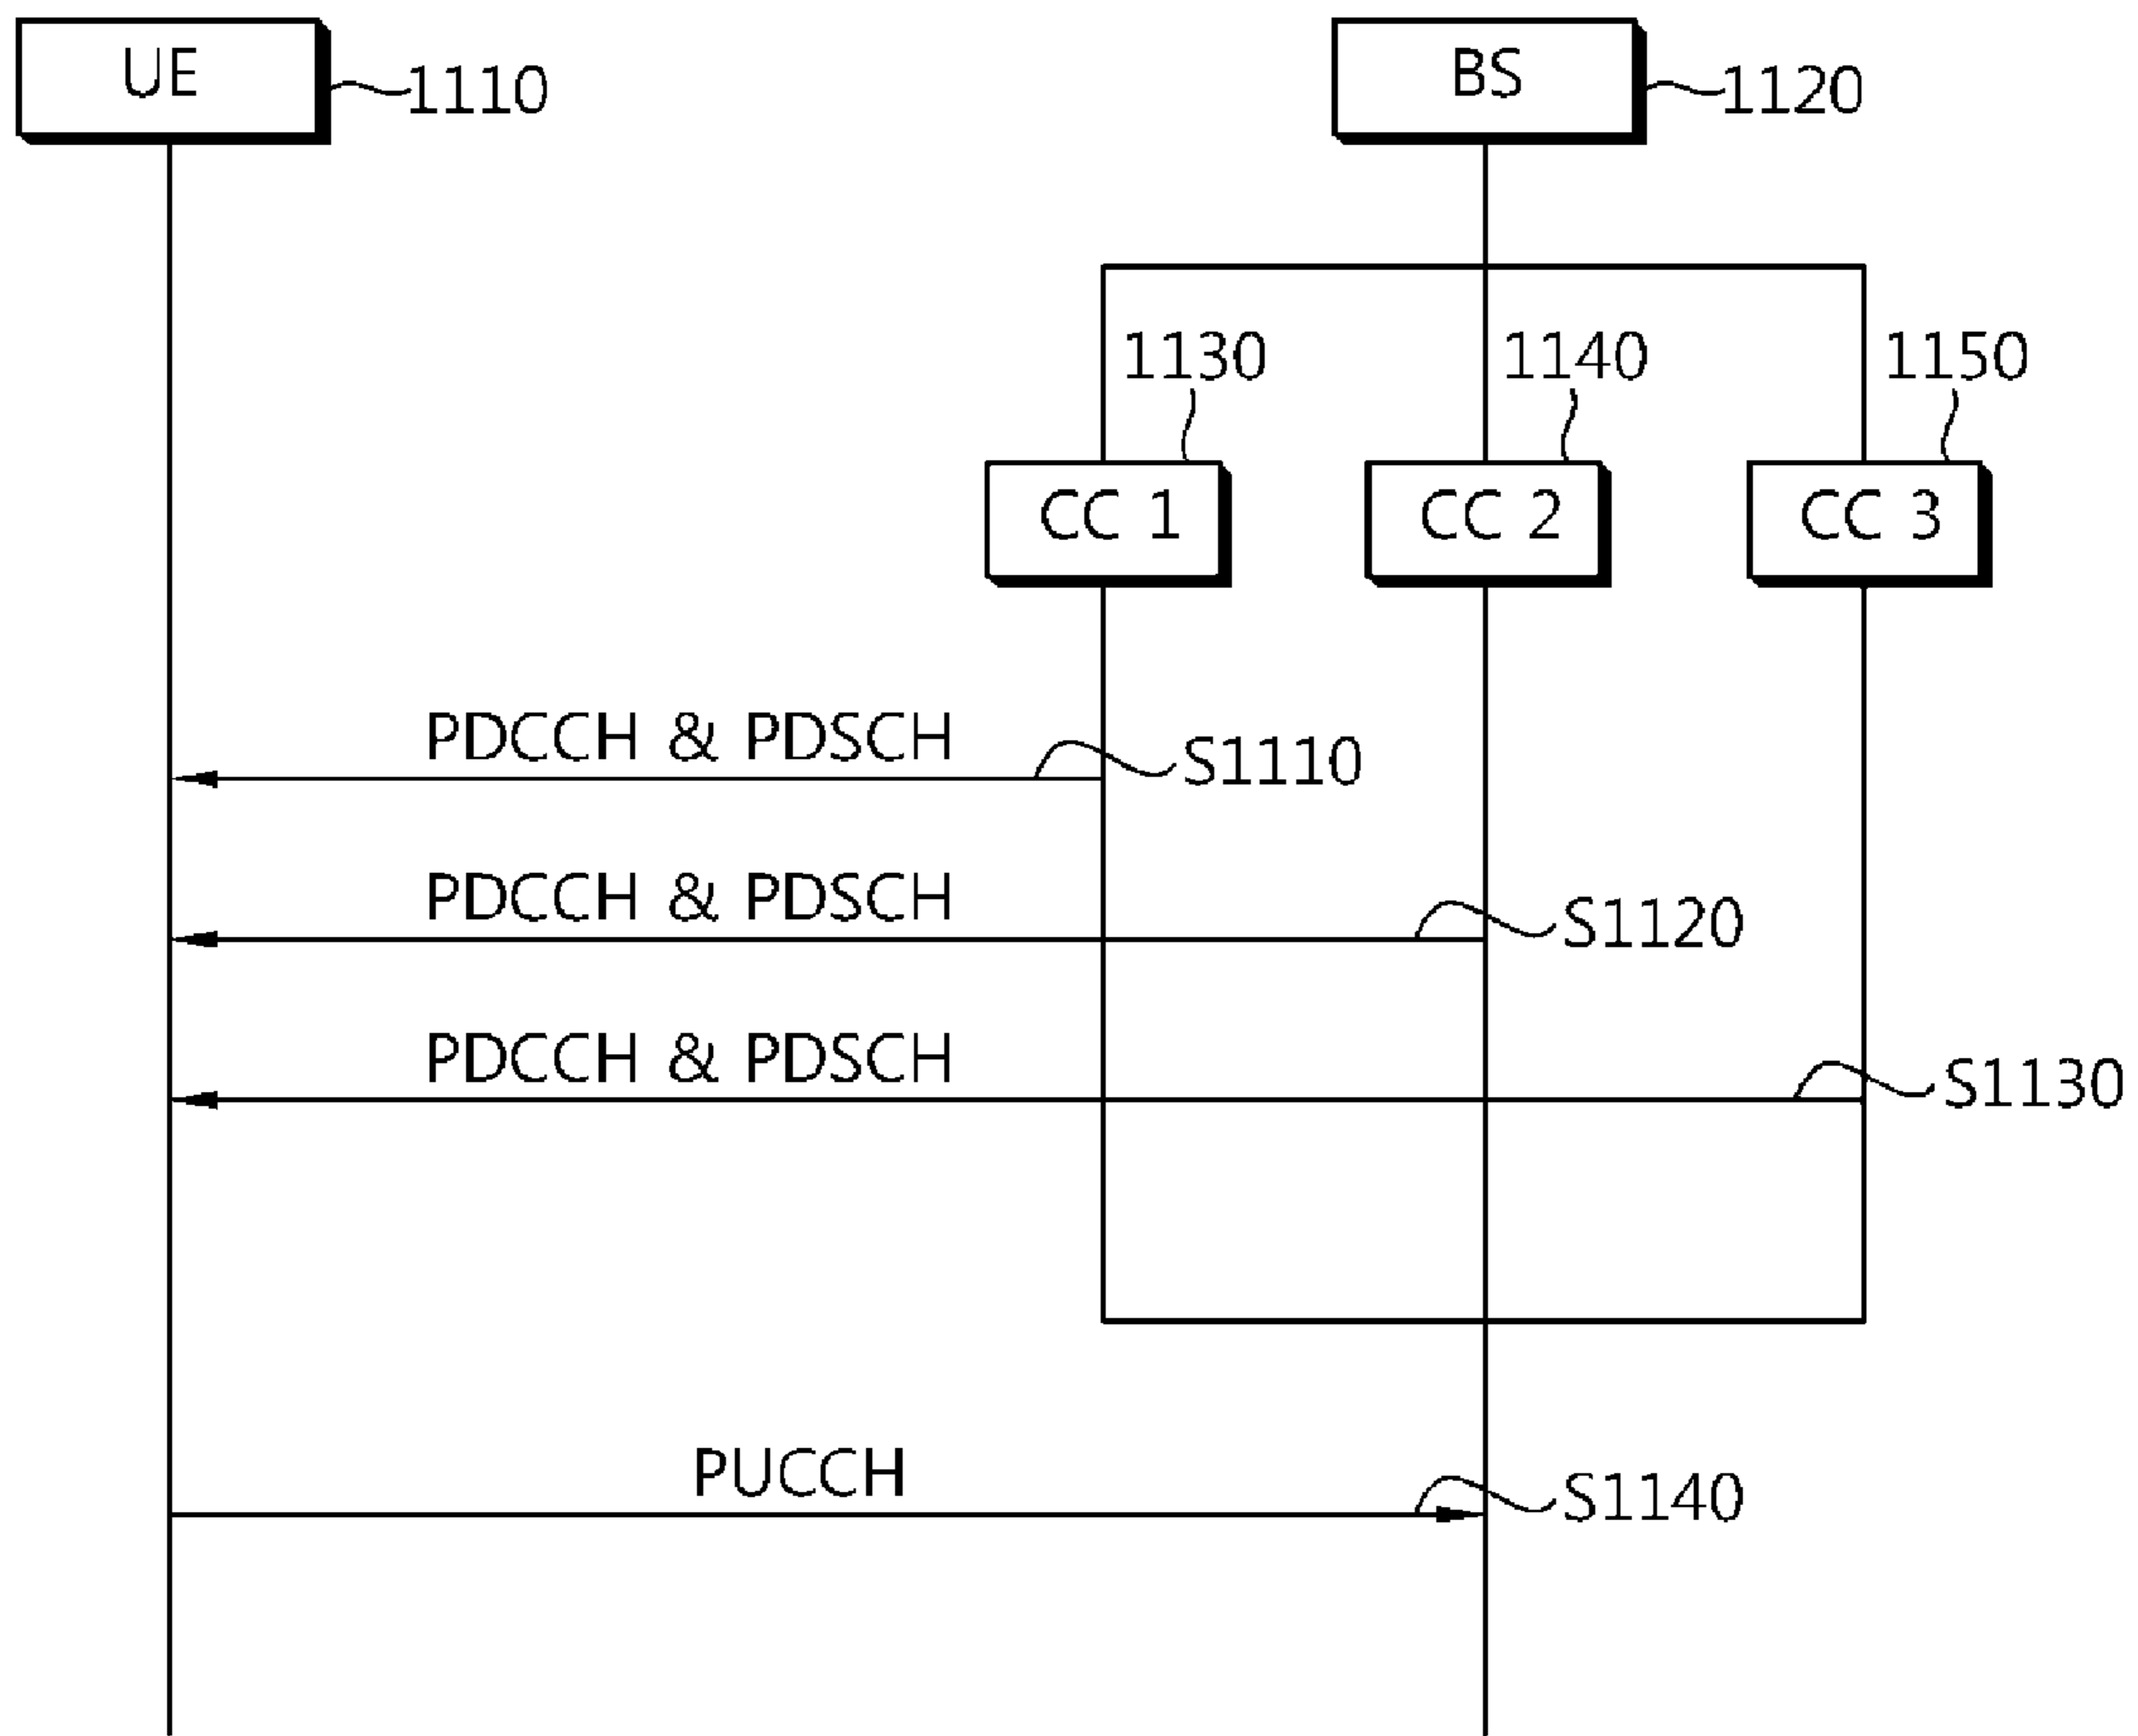 UE
1110
BS
1120
1130
1140
1150
CC 1
CC 2
CC 3
PDCCH & PDSCH
S1110
PDCCH & PDSCH
S1120
PDCCH & PDSCH
S1130
PUCCH
S1140